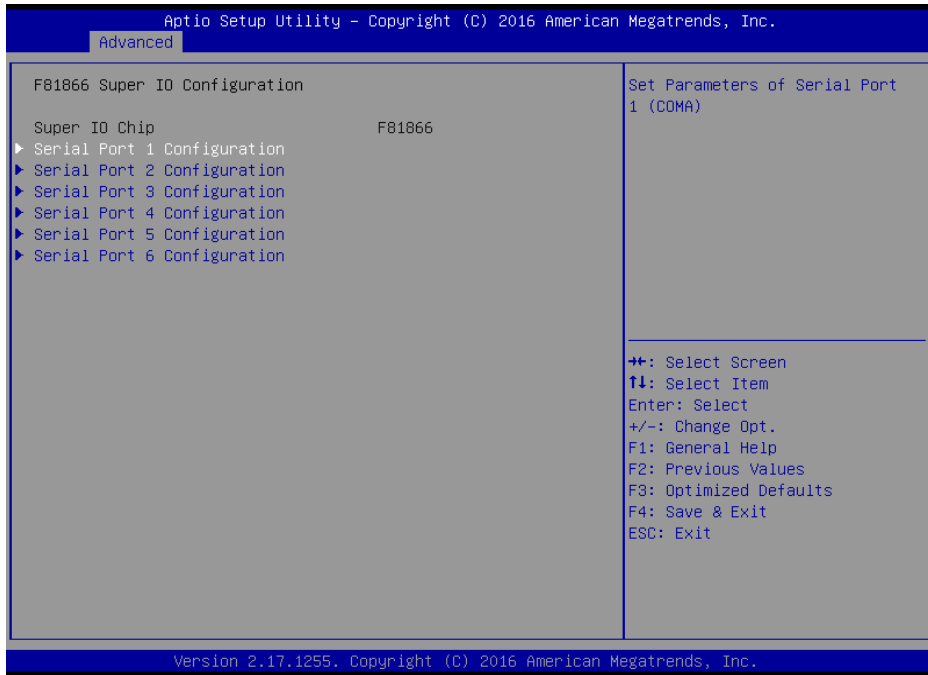 Aptio Setup Utility – Copyright (C) 2016 American Megatrends, Inc.
Advanced
F81866 Super IO Configuration
Super IO Chip F81866
▶ Serial Port 1 Configuration
▶ Serial Port 2 Configuration
▶ Serial Port 3 Configuration
▶ Serial Port 4 Configuration
▶ Serial Port 5 Configuration
▶ Serial Port 6 Configuration
Set Parameters of Serial Port
1 (COMA)
→←: Select Screen
↑↓: Select Item
Enter: Select
+/-: Change Opt.
F1: General Help
F2: Previous Values
F3: Optimized Defaults
F4: Save & Exit
ESC: Exit
Version 2.17.1255. Copyright (C) 2016 American Megatrends, Inc.